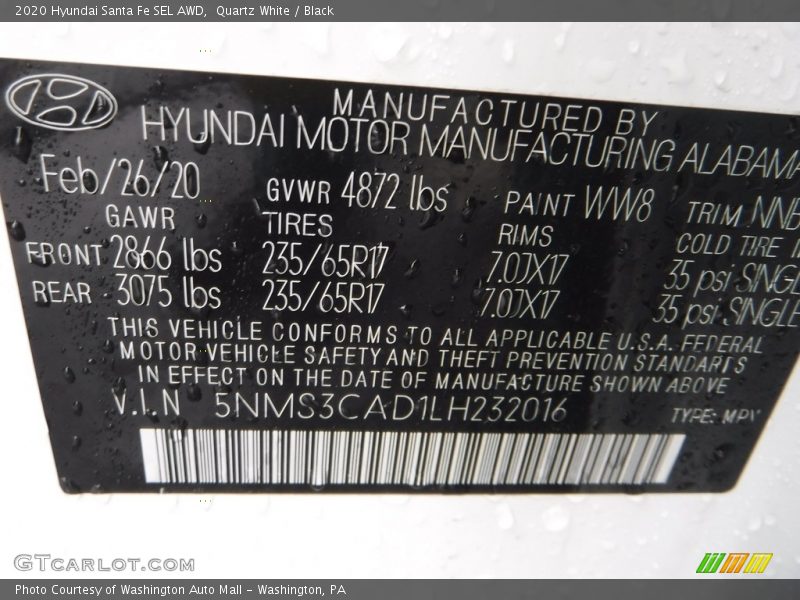 2020 Hyundai Santa Fe SEL AWD,  Quartz White / Black
MANUFACTURED BY
HYUNDAI MOTOR MANUFACTURING ALABAMA
Feb/26/20 GVWR 4872 lbs PAINT WW8 TRIM NNB
GAWR TIRES RIMS COLD TIRE
FRONT 2866 lbs 235/65R17 7.0JX17 35 psi SINGLE
REAR 3075 lbs 235/65R17 7.0JX17 35 psi SINGLE
THIS VEHICLE CONFORMS TO ALL APPLICABLE U.S.A. FEDERAL
MOTOR VEHICLE SAFETY AND THEFT PREVENTION STANDARTS
IN EFFECT ON THE DATE OF MANUFACTURE SHOWN ABOVE
V.I.N 5NMS3CAD1LH232016 TYPE: MPV
GTCARLOT.COM
Photo Courtesy of Washington Auto Mall - Washington, PA